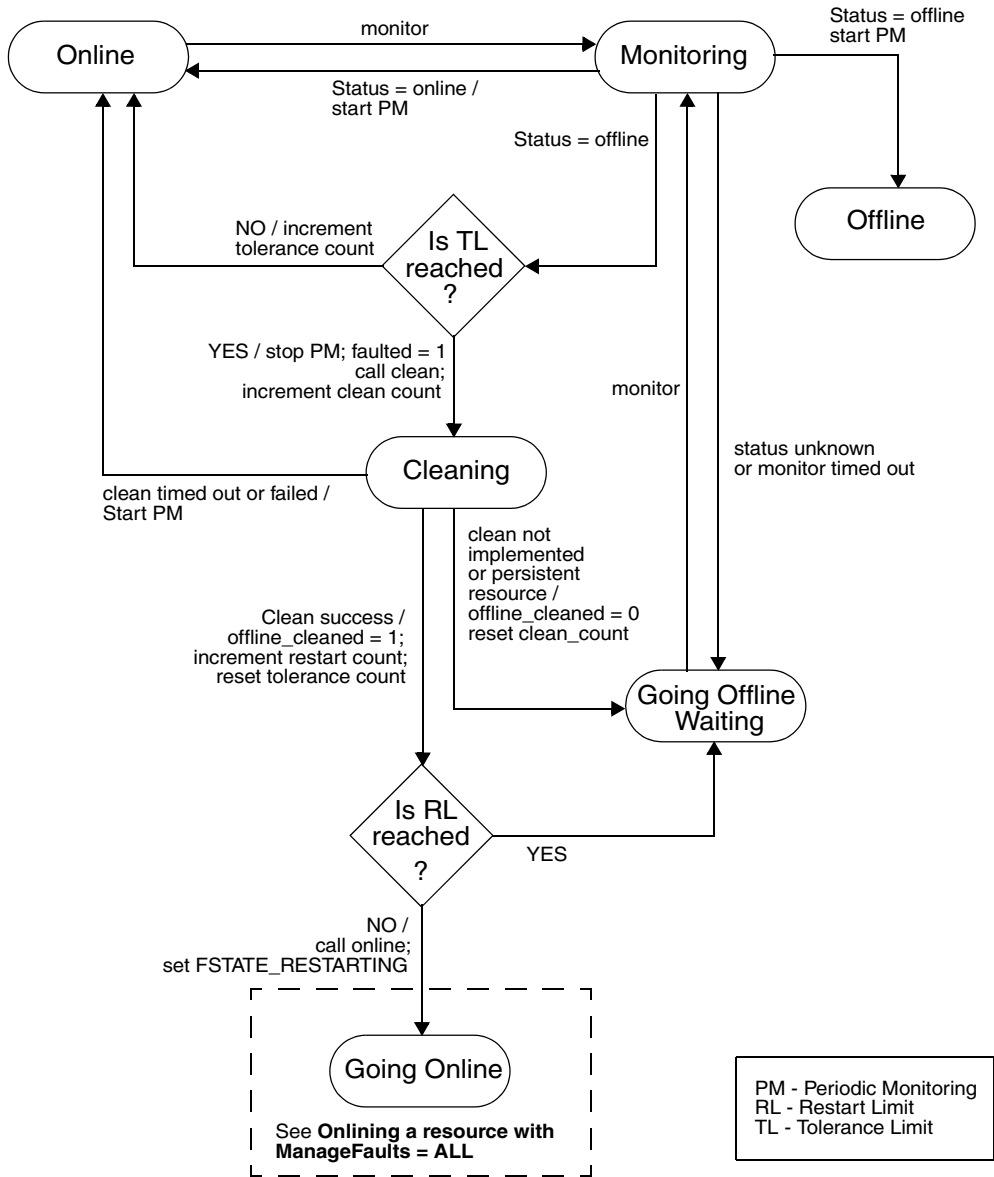 Online
monitor
Monitoring
Status = offline
start PM
Status = online /
start PM
Status = offline
Offline
NO / increment
tolerance count
Is TL
reached
?
YES / stop PM; faulted = 1
call clean;
increment clean count
monitor
status unknown
or monitor timed out
Cleaning
clean timed out or failed /
Start PM
clean not
implemented
or persistent
resource /
offline_cleaned = 0
reset clean_count
Clean success /
offline_cleaned = 1;
increment restart count;
reset tolerance count
Going Offline
Waiting
Is RL
reached
?
YES
NO /
call online;
set FSTATE_RESTARTING
Going Online
See Onlining a resource with
ManageFaults = ALL
PM - Periodic Monitoring
RL - Restart Limit
TL - Tolerance Limit